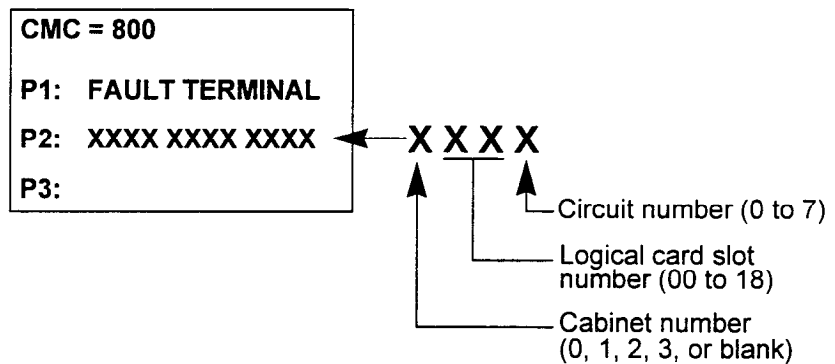 CMC = 800
P1: FAULT TERMINAL
P2: XXXX XXXX XXXX
X X X X
P3:
Circuit number (0 to 7)
Logical card slot
number (00 to 18)
Cabinet number
(0, 1, 2, 3, or blank)